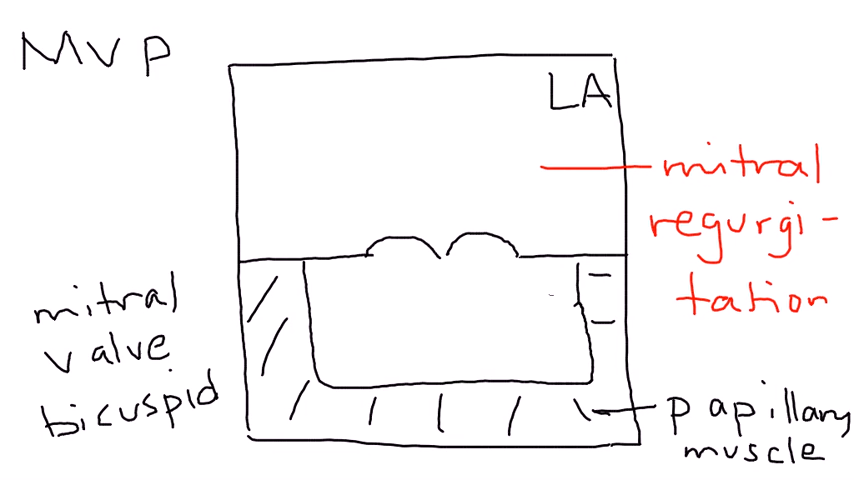 MVP
LA
mitral
regurgi-
tation
mitral
valve
bicuspid
papillary
muscle